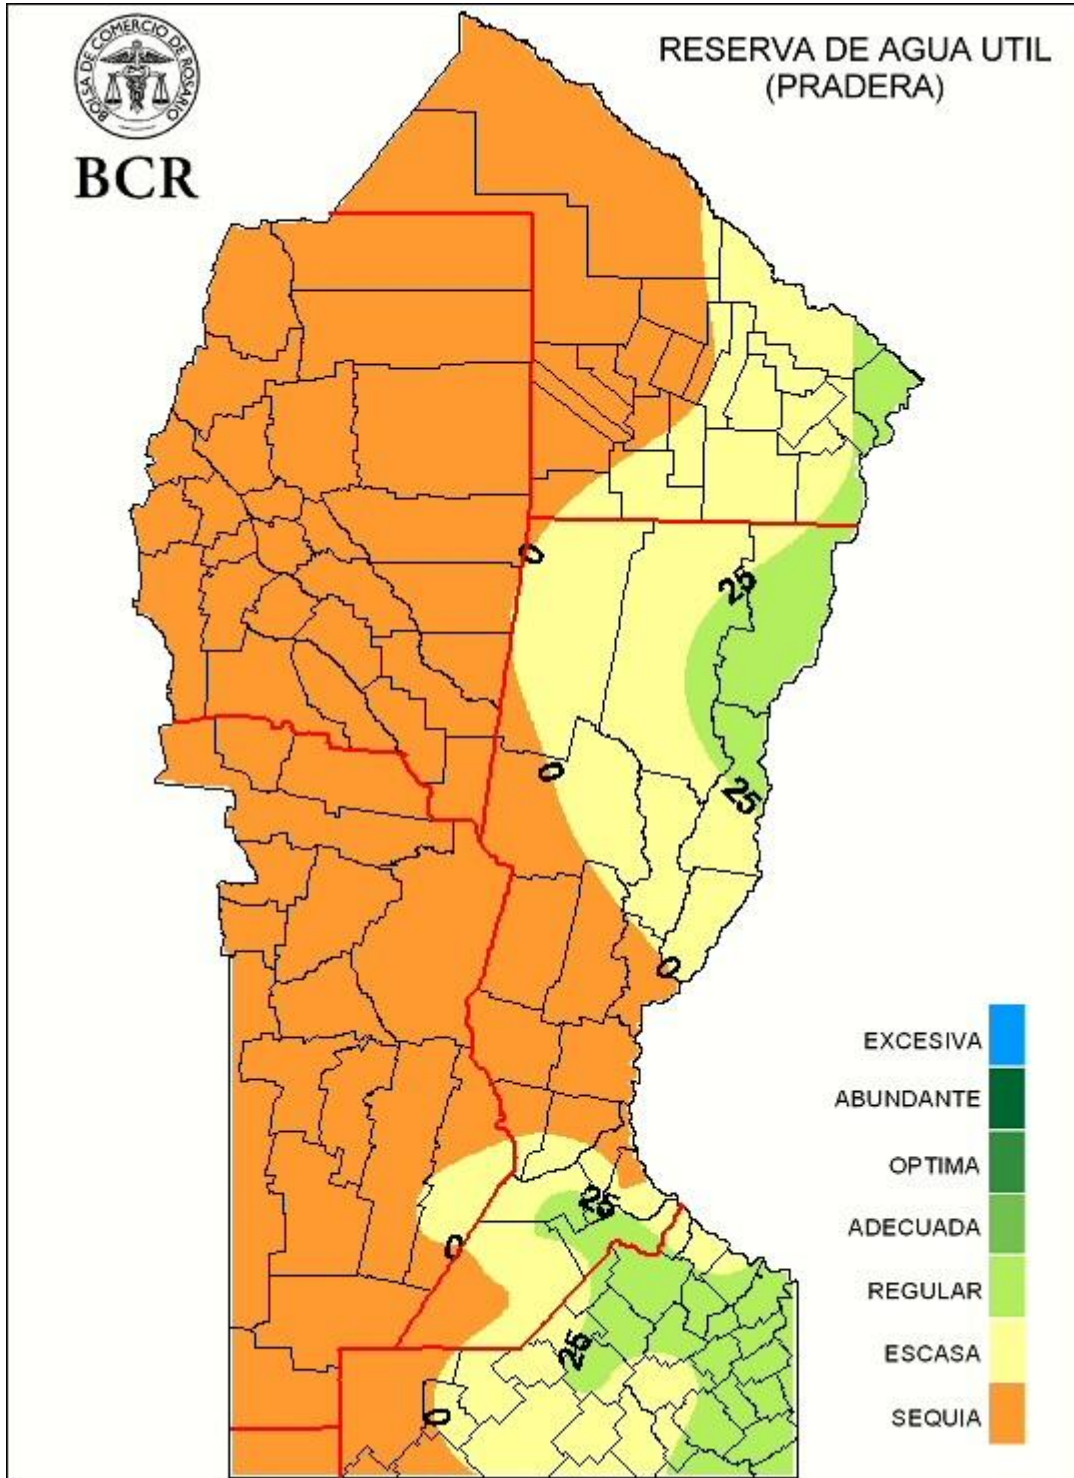 BOLSA DE COMERCIO DE ROSARIO
BCR
RESERVA DE AGUA UTIL
(PRADERA)
0
25
0
25
0
25
0
25
0
EXCESIVA
ABUNDANTE
OPTIMA
ADECUADA
REGULAR
ESCASA
SEQUIA